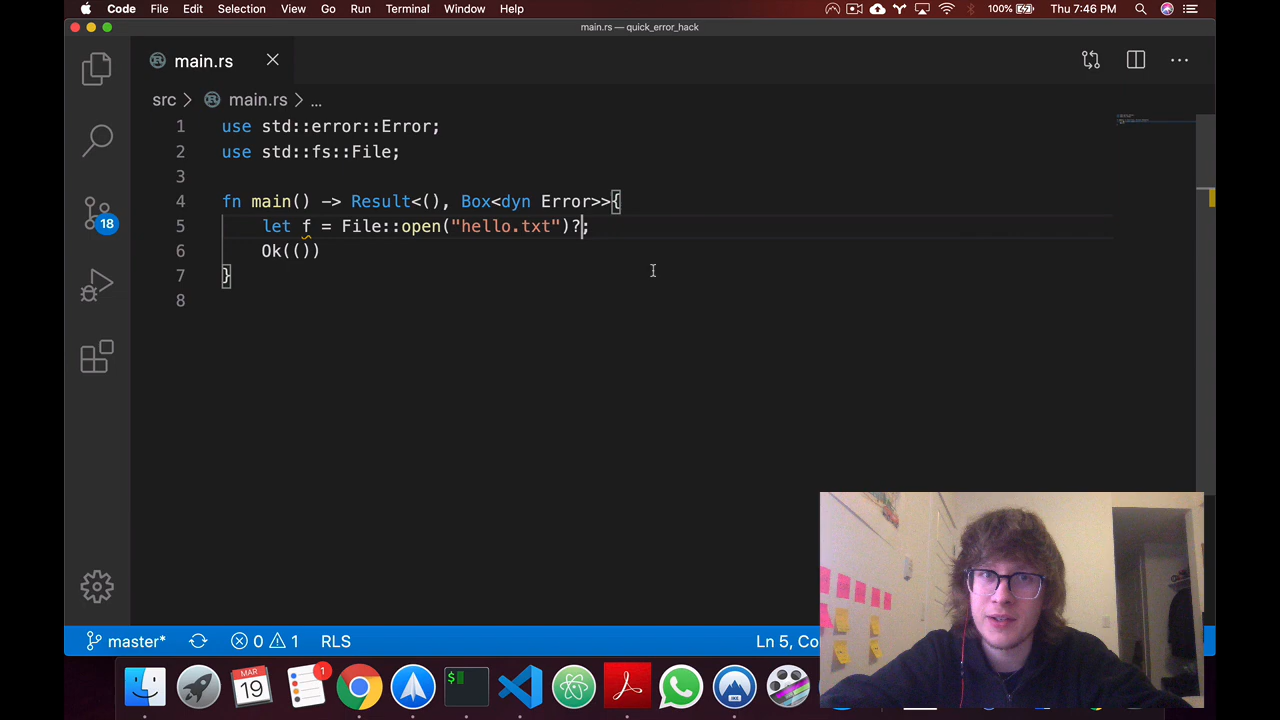 Code File Edit Selection View Go Run Terminal Window Help 100% Thu 7:46 PM
main.rs — quick_error_hack
main.rs
src > main.rs > ...
1 use std::error::Error;
2 use std::fs::File;
3
4 fn main() -> Result<(), Box<dyn Error>>{
5 let f = File::open("hello.txt")?;
6 Ok(())
7 }
8
18
master* 0 1 RLS Ln 5, Co
MAR
19
1
$